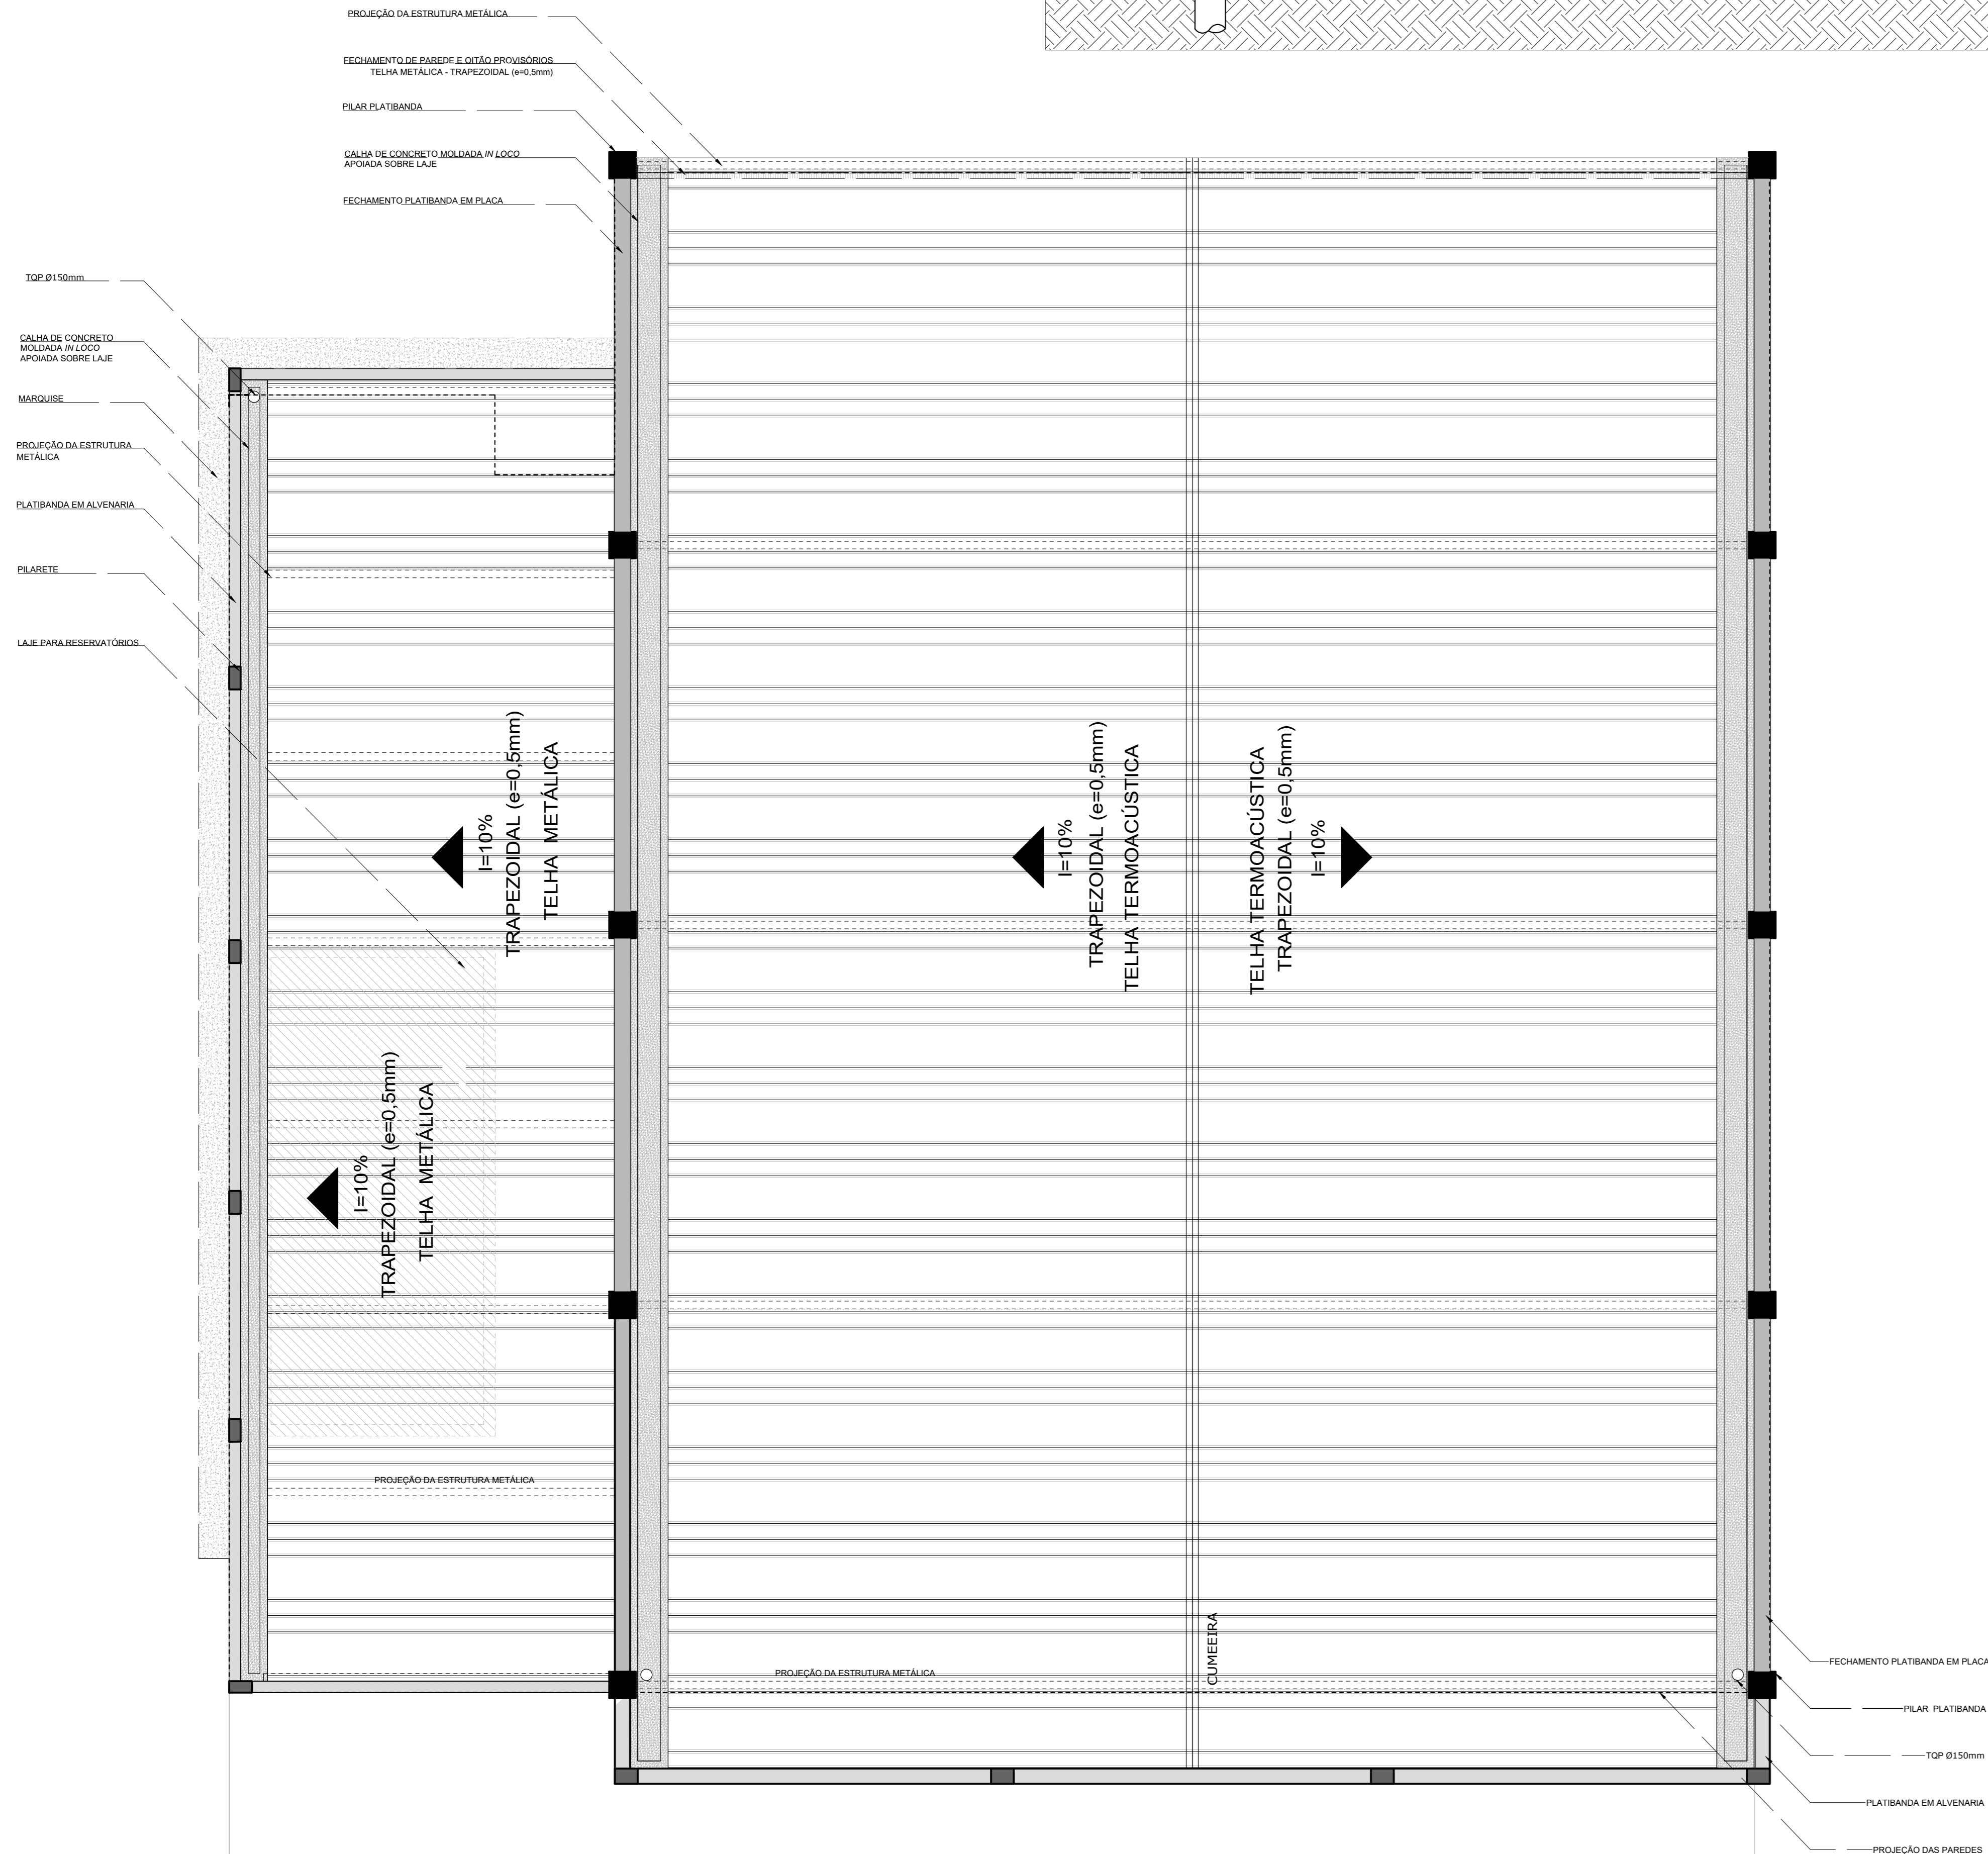 PROJEÇÃO DA ESTRUTURA METÁLICA
FECHAMENTO DE PAREDE E OITÃO PROVISÓRIOS
TELHA METÁLICA - TRAPEZOIDAL (e=0,5mm)
PILAR PLATIBANDA
CALHA DE CONCRETO MOLDADA IN LOCO
APOIADA SOBRE LAJE
FECHAMENTO PLATIBANDA EM PLACA
TQP Ø150mm
CALHA DE CONCRETO
MOLDADA IN LOCO
APOIADA SOBRE LAJE
MARQUISE
PROJEÇÃO DA ESTRUTURA
METÁLICA
PLATIBANDA EM ALVENARIA
PILARETE
LAJE PARA RESERVATÓRIOS
I=10%
TRAPEZOIDAL (e=0,5mm)
TELHA METÁLICA
I=10%
TRAPEZOIDAL (e=0,5mm)
TELHA TERMOACÚSTICA
TELHA TERMOACÚSTICA
TRAPEZOIDAL (e=0,5mm)
I=10%
I=10%
TRAPEZOIDAL (e=0,5mm)
TELHA METÁLICA
PROJEÇÃO DA ESTRUTURA METÁLICA
CUMEEIRA
PROJEÇÃO DA ESTRUTURA METÁLICA
FECHAMENTO PLATIBANDA EM PLACA
PILAR PLATIBANDA
TQP Ø150mm
PLATIBANDA EM ALVENARIA
PROJEÇÃO DAS PAREDES